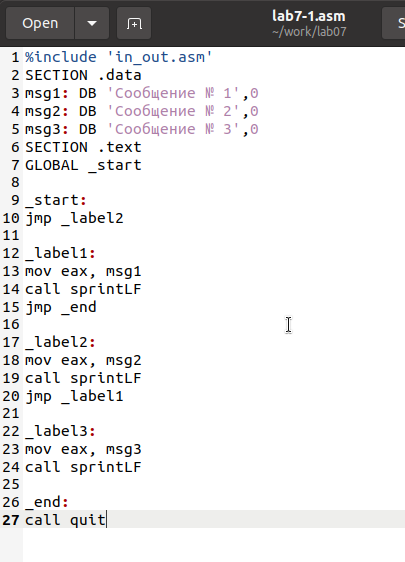 Open
lab7-1.asm
~/work/lab07
1 %include 'in_out.asm'
2 SECTION .data
3 msg1: DB 'Сообщение № 1',0
4 msg2: DB 'Сообщение № 2',0
5 msg3: DB 'Сообщение № 3',0
6 SECTION .text
7 GLOBAL _start
8
9 _start:
10 jmp _label2
11
12 _label1:
13 mov eax, msg1
14 call sprintLF
15 jmp _end
16
17 _label2:
18 mov eax, msg2
19 call sprintLF
20 jmp _label1
21
22 _label3:
23 mov eax, msg3
24 call sprintLF
25
26 _end:
27 call quit